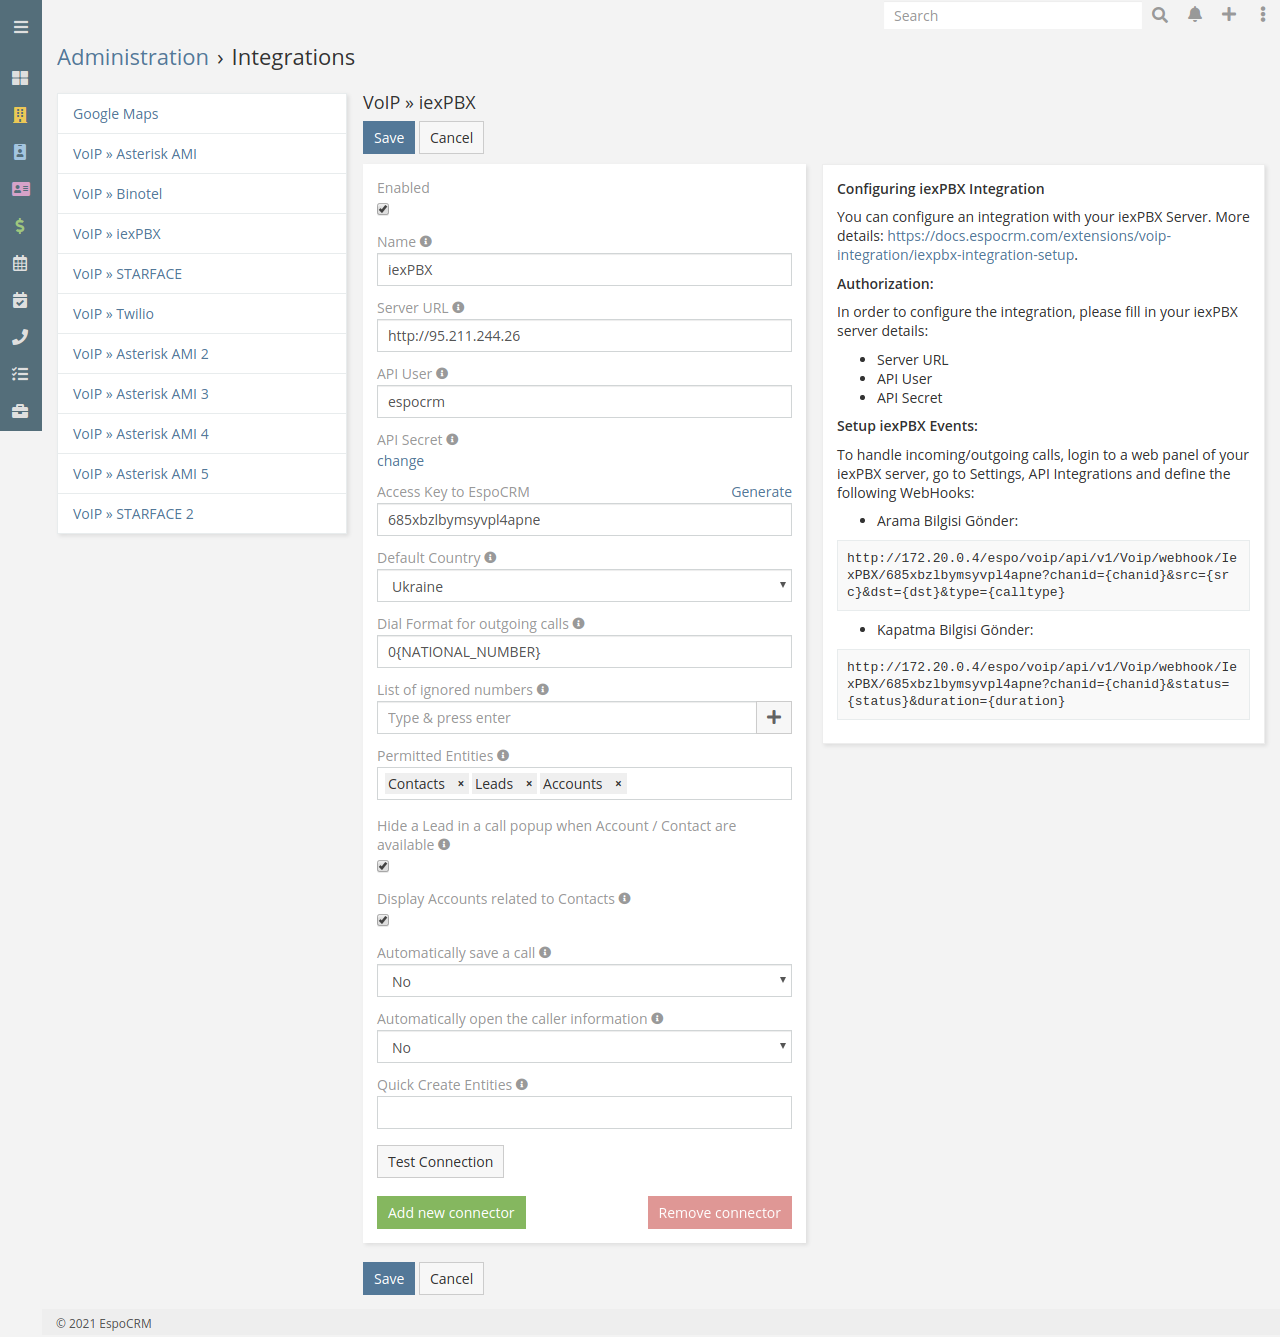 Search
Administration › Integrations
Google Maps
VoIP » Asterisk AMI
VoIP » Binotel
VoIP » iexPBX
VoIP » STARFACE
VoIP » Twilio
VoIP » Asterisk AMI 2
VoIP » Asterisk AMI 3
VoIP » Asterisk AMI 4
VoIP » Asterisk AMI 5
VoIP » STARFACE 2
VoIP » iexPBX
Save
Cancel
Enabled
Name
iexPBX
Server URL
http://95.211.244.26
API User
espocrm
API Secret
change
Access Key to EspoCRM
Generate
685xbzlbymsyvpl4apne
Default Country
Ukraine
Dial Format for outgoing calls
0{NATIONAL_NUMBER}
List of ignored numbers
Type & press enter
Permitted Entities
Contacts × Leads × Accounts ×
Hide a Lead in a call popup when Account / Contact are
available
Display Accounts related to Contacts
Automatically save a call
No
Automatically open the caller information
No
Quick Create Entities
Test Connection
Add new connector
Remove connector
Save
Cancel
Configuring iexPBX Integration
You can configure an integration with your iexPBX Server. More
details: https://docs.espocrm.com/extensions/voip-
integration/iexpbx-integration-setup.
Authorization:
In order to configure the integration, please fill in your iexPBX
server details:
• Server URL
• API User
• API Secret
Setup iexPBX Events:
To handle incoming/outgoing calls, login to a web panel of your
iexPBX server, go to Settings, API Integrations and define the
following WebHooks:
• Arama Bilgisi Gönder:
http://172.20.0.4/espo/voip/api/v1/Voip/webhook/Ie
xPBX/685xbzlbymsyvpl4apne?chanid={chanid}&src={sr
c}&dst={dst}&type={calltype}
• Kapatma Bilgisi Gönder:
http://172.20.0.4/espo/voip/api/v1/Voip/webhook/Ie
xPBX/685xbzlbymsyvpl4apne?chanid={chanid}&status=
{status}&duration={duration}
© 2021 EspoCRM